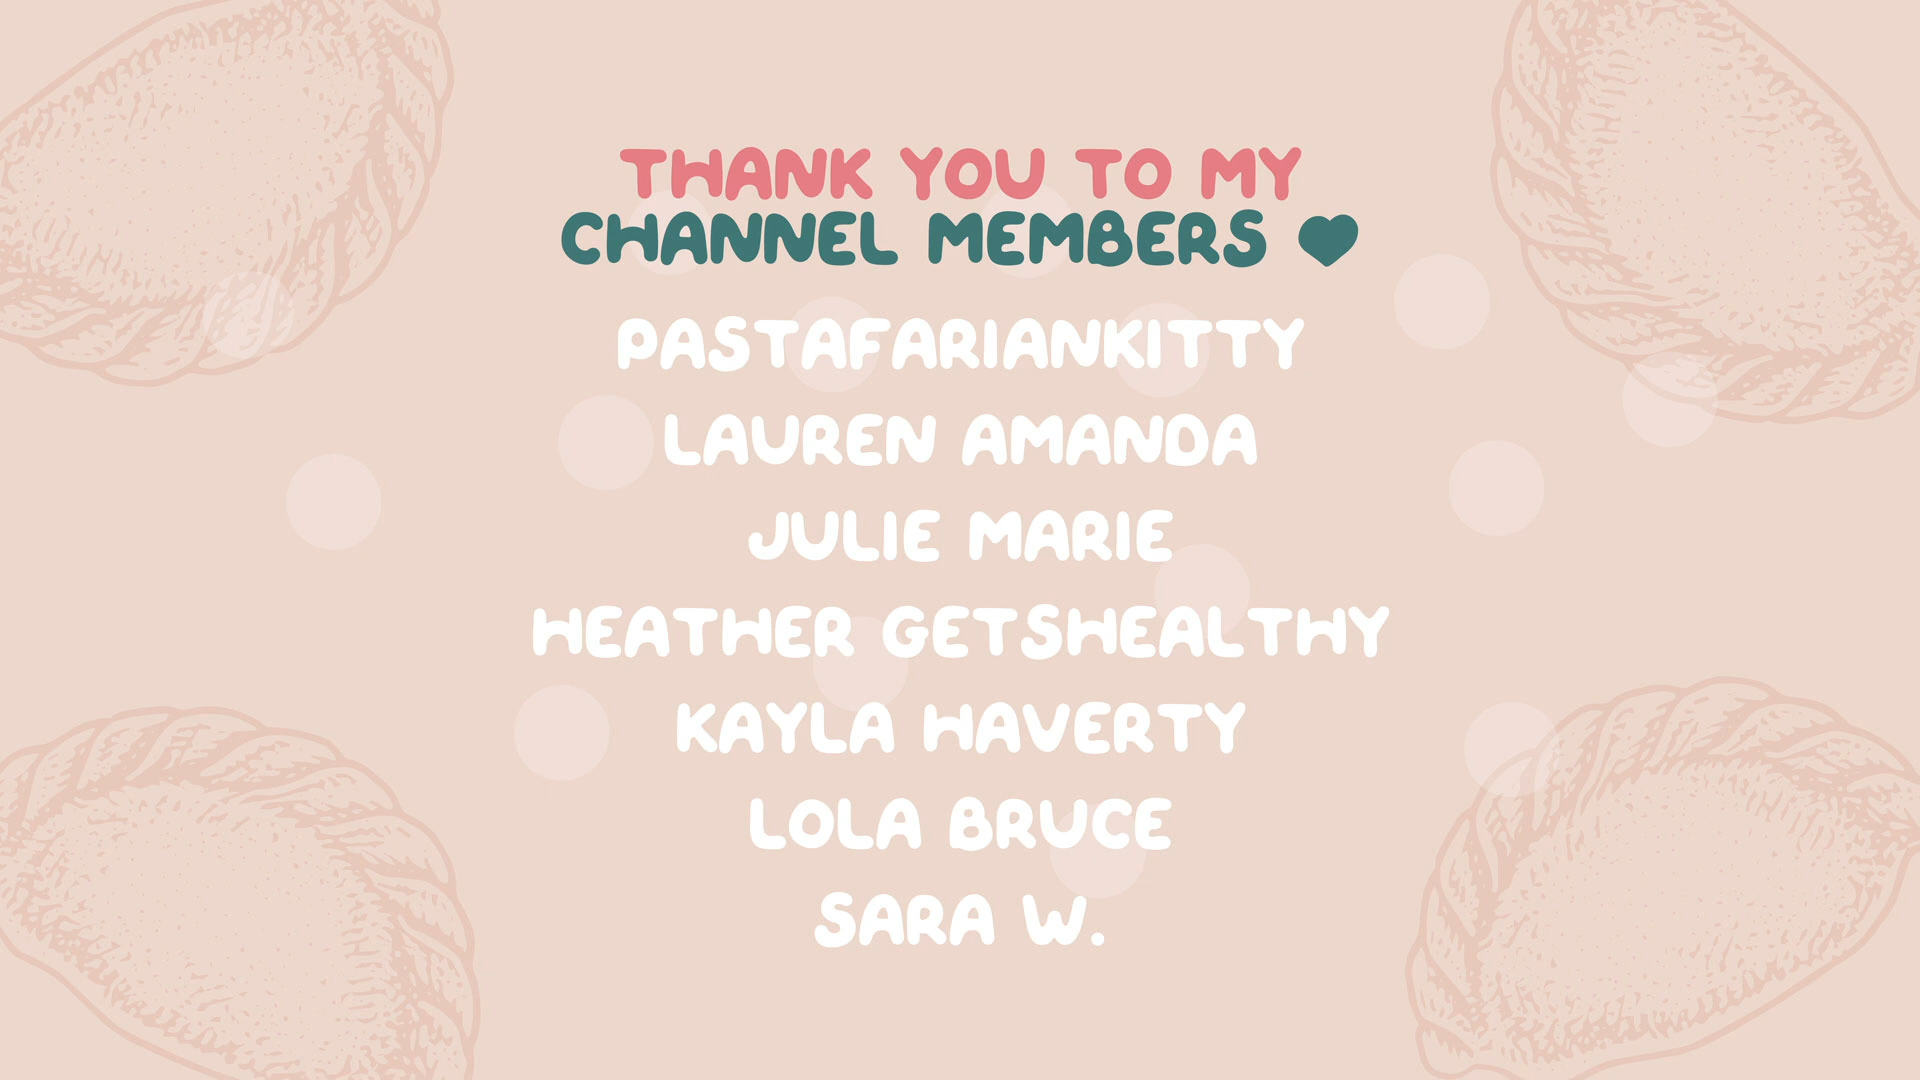 THANK YOU TO MY
CHANNEL MEMBERS ♥
PASTAFARIANKITTY
LAUREN AMANDA
JULIE MARIE
HEATHER GETSHEALTHY
KAYLA HAVERTY
LOLA BRUCE
SARA W.